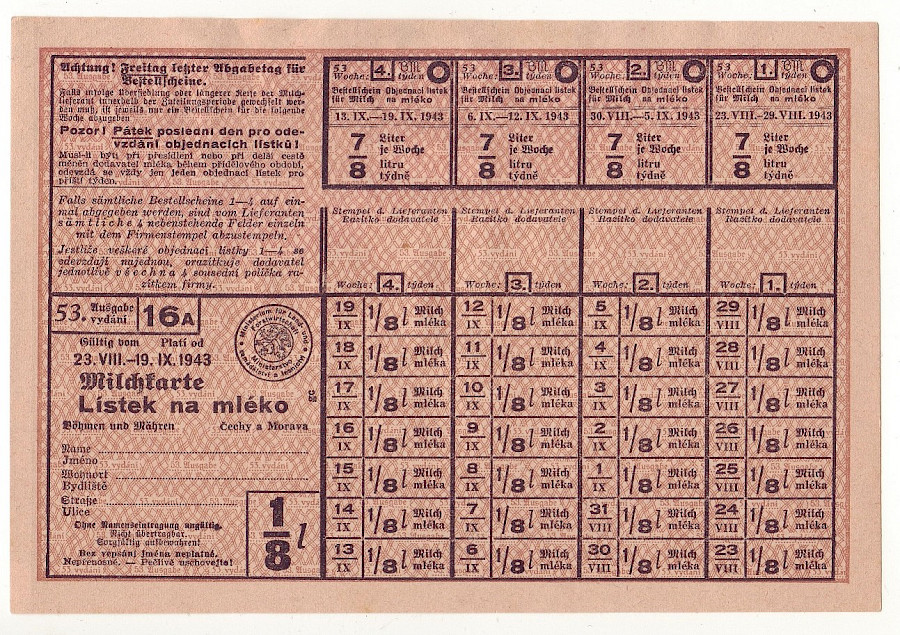 Achtung! Freitag letzter Abgabetag für
Bestellscheine.
Falls infolge Übersiedlung oder längerer Reise der Milch-
lieferant innerhalb der Zuteilungsperiode gewechselt wer-
den muß, ist jeweils nur ein Bestellschein für die folgende
Woche abzugeben
Pozor! Pátek poslední den pro ode-
vzdání objednacích lístků!
Musí-li býti při přesídlení nebo při delší cestě
měněn dodavatel mléka během přídělového období,
odevzdá se vždy jen jeden objednací lístek pro
příští týden.
Falls sämtliche Bestellscheine 1—4 auf ein-
mal abgegeben werden, sind vom Lieferanten
sämtliche 4 nebenstehende Felder einzeln
mit dem Firmenstempel abzustempeln.
Jestliže veškeré objednací lístky 1—4 se
odevzdají najednou, orazítkuje dodavatel
jednotlivě všechna 4 sousední políčka ra-
zítkem firmy.
53 Woche: 4. týden BM
Bestellschein Objednací lístek
für Milch na mléko
13. IX.—19. IX. 1943
7/8 Liter je Woche
litru týdně
53 Woche: 3. týden BM
Bestellschein Objednací lístek
für Milch na mléko
6. IX.—12. IX. 1943
7/8 Liter je Woche
litru týdně
53 Woche: 2. týden BM
Bestellschein Objednací lístek
für Milch na mléko
30. VIII.—5. IX. 1943
7/8 Liter je Woche
litru týdně
53 Woche: 1. týden BM
Bestellschein Objednací lístek
für Milch na mléko
23. VIII.-29. VIII. 1943
7/8 Liter je Woche
litru týdně
Stempel d. Lieferanten
Razítko dodavatele
Woche: 4. týden
Stempel d. Lieferanten
Razítko dodavatele
Woche: 3. týden
Stempel d. Lieferanten
Razítko dodavatele
Woche: 2. týden
Stempel d. Lieferanten
Razítko dodavatele
Woche: 1. týden
53. Ausgabe vydání 16A
Gültig vom Platí od
23. VIII.-19. IX. 1943
Milchkarte
Lístek na mléko
Böhmen und Mähren Čechy a Morava
Name
Jméno
Wohnort
Bydliště
Straße
Ulice
Ohne Namenseintragung ungültig.
Nicht übertragbar.
Sorgfältig aufbewahren!
Bez vepsání jména neplatné.
Nepřenosné. — Pečlivě uschovejte!
1/8 l
19/IX 1/8 l Milch mléka 12/IX 1/8 l Milch mléka 5/IX 1/8 l Milch mléka 29/VIII 1/8 l Milch mléka
18/IX 1/8 l Milch mléka 11/IX 1/8 l Milch mléka 4/IX 1/8 l Milch mléka 28/VIII 1/8 l Milch mléka
17/IX 1/8 l Milch mléka 10/IX 1/8 l Milch mléka 3/IX 1/8 l Milch mléka 27/VIII 1/8 l Milch mléka
16/IX 1/8 l Milch mléka 9/IX 1/8 l Milch mléka 2/IX 1/8 l Milch mléka 26/VIII 1/8 l Milch mléka
15/IX 1/8 l Milch mléka 8/IX 1/8 l Milch mléka 1/IX 1/8 l Milch mléka 25/VIII 1/8 l Milch mléka
14/IX 1/8 l Milch mléka 7/IX 1/8 l Milch mléka 31/VIII 1/8 l Milch mléka 24/VIII 1/8 l Milch mléka
13/IX 1/8 l Milch mléka 6/IX 1/8 l Milch mléka 30/VIII 1/8 l Milch mléka 23/VIII 1/8 l Milch mléka